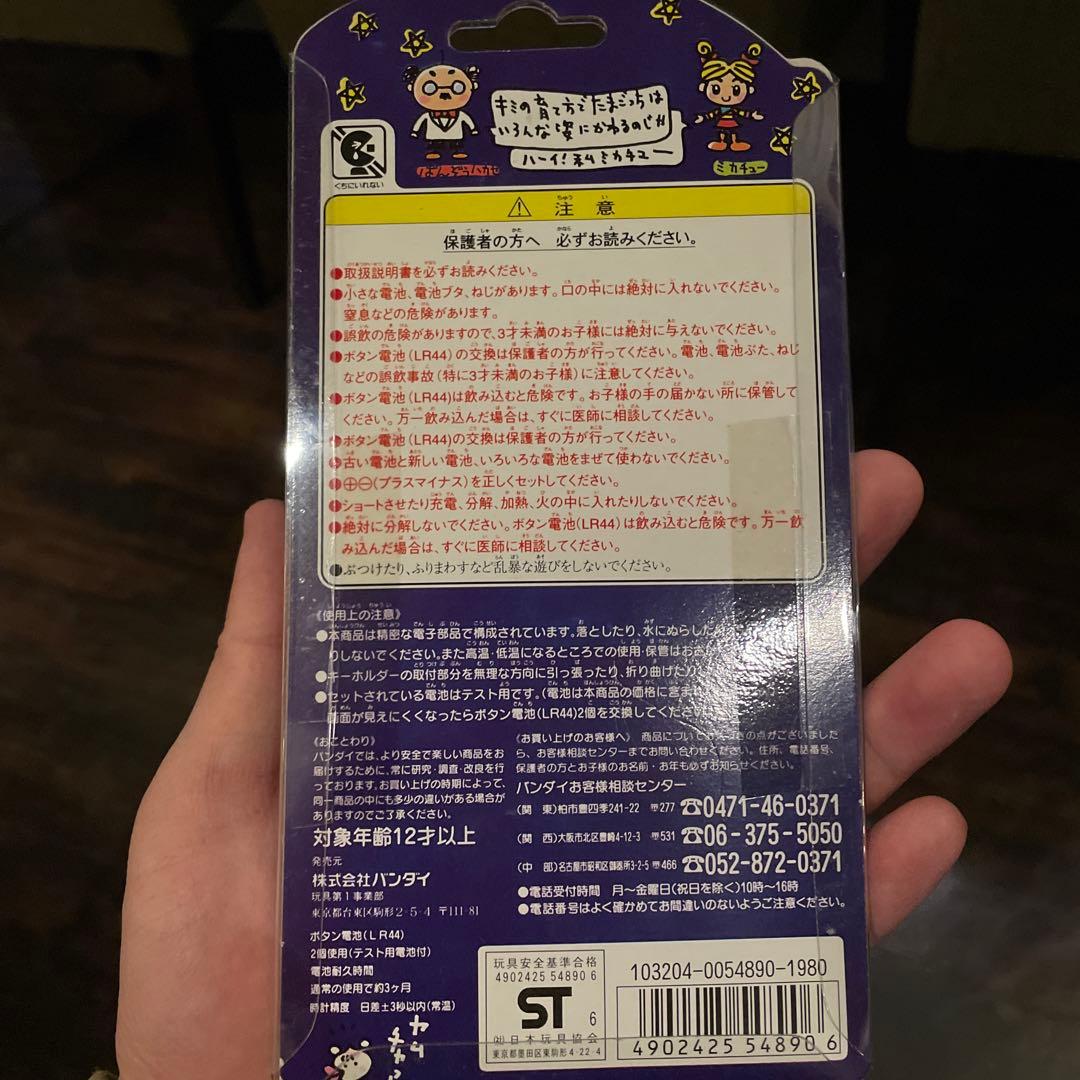 キミの育て方でたまごっちは
いろんな姿にかわるのじゃ!!
ハーイ!私ミカチュー
ばんぞうハカセ
ミカチュー
くちにいれない
注意
保護者の方へ 必ずお読みください。
●取扱説明書を必ずお読みください。
●小さな電池、電池ブタ、ねじがあります。口の中には絶対に入れないでください。
窒息などの危険があります。
●誤飲の危険がありますので、3才未満のお子様には絶対に与えないでください。
●ボタン電池(LR44)の交換は保護者の方が行ってください。電池、電池ぶた、ねじ
などの誤飲事故(特に3才未満のお子様)に注意してください。
●ボタン電池(LR44)は飲み込むと危険です。お子様の手の届かない所に保管して
ください。万一飲み込んだ場合は、すぐに医師に相談してください。
●ボタン電池(LR44)の交換は保護者の方が行ってください。
●古い電池と新しい電池、いろいろな電池をまぜて使わないでください。
●⊕⊖(プラスマイナス)を正しくセットしてください。
●ショートさせたり充電、分解、加熱、火の中に入れたりしないでください。
●絶対に分解しないでください。ボタン電池(LR44)は飲み込むと危険です。万一飲
み込んだ場合は、すぐに医師に相談してください。
●ぶつけたり、ふりまわすなど乱暴な遊びをしないでください。
《使用上の注意》
●本商品は精密な電子部品で構成されています。落としたり、水にぬらした
りしないでください。また高温・低温になるところでの使用・保管はおさ
●キーホルダーの取付部分を無理な方向に引っ張ったり、折り曲げたり
●セットされている電池はテスト用です。(電池は本商品の価格に含まれ
画面が見えにくくなったらボタン電池(LR44)2個を交換してください
《おことわり》
バンダイでは、より安全で楽しい商品をお
届けするために、常に研究・調査・改良を行
っております。お買い上げの時期によって、
同一商品の中にも多少の違いがある場合が
ありますのでご了承ください。
対象年齢12才以上
発売元
株式会社バンダイ
玩具第1事業部
東京都台東区駒形2-5-4 〒111-81
ボタン電池(LR44)
2個使用(テスト用電池付)
電池耐久時間
通常の使用で約3ヶ月
時計精度 日差±3秒以内(常温)
《お買い上げのお客様へ》 商品についてお気づきの点がございました
ら、お客様相談センターまでお問い合わせください。住所、電話番号、
保護者の方とお子様のお名前・お年も必ずお知らせください。
バンダイお客様相談センター
(関 東)柏市豊四季241-22 〒277 ☎0471-46-0371
(関 西)大阪市北区豊崎4-12-3 〒531 ☎06-375-5050
(中 部)名古屋市昭和区御器所3-2-5 〒466 ☎052-872-0371
●電話受付時間 月〜金曜日(祝日を除く)10時〜16時
●電話番号はよく確かめてお間違いのないようご注意ください。
玩具安全基準合格
4902425 54890 6
ST 6
㈳日本玩具協会
東京都墨田区東駒形4-22-4
103204-0054890-1980
4902425 548906